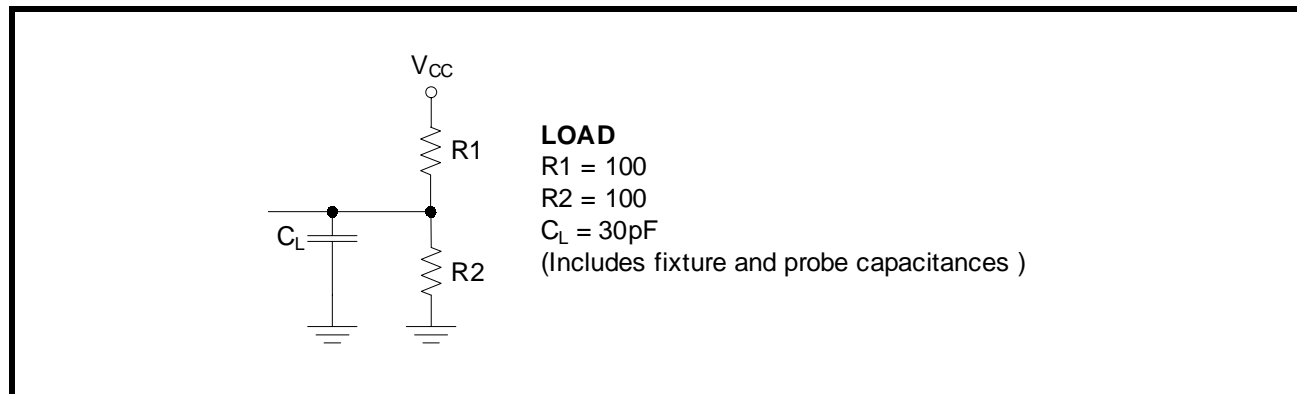 V_CC
R1
LOAD
R1 = 100
R2 = 100
C_L = 30pF
(Includes fixture and probe capacitances )
C_L
R2